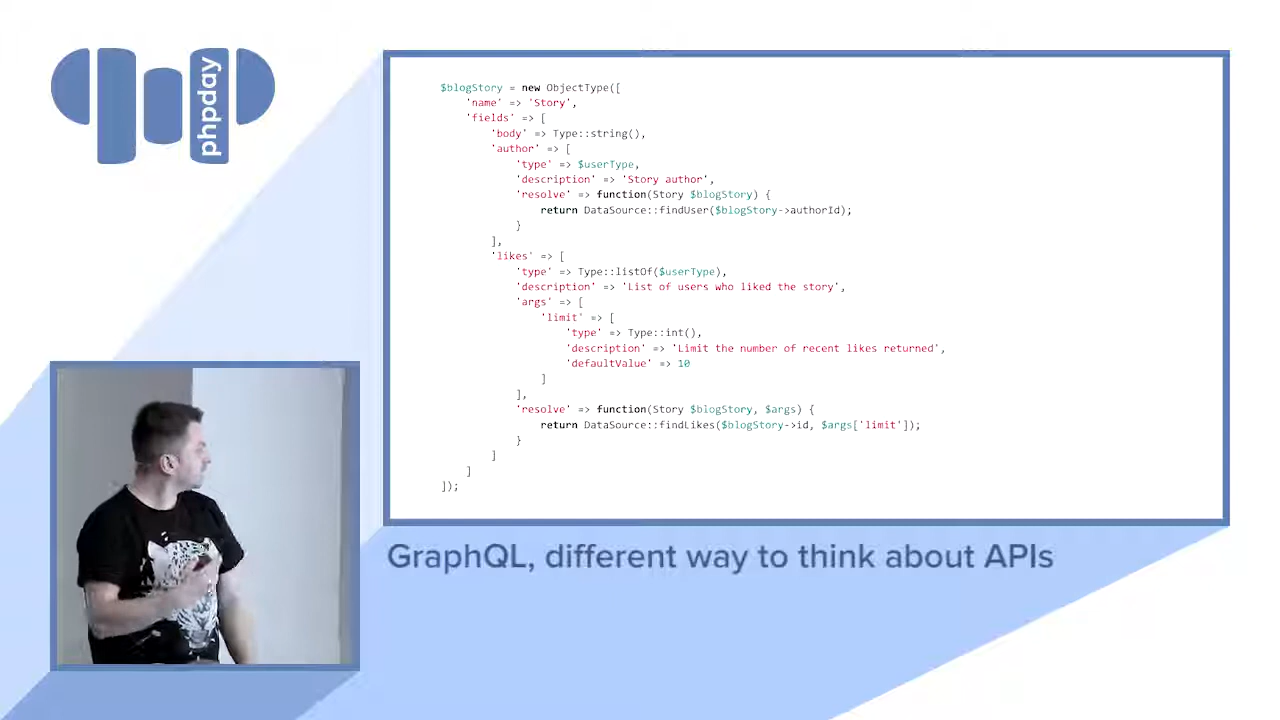 phpday
$blogStory = new ObjectType([
    'name' => 'Story',
    'fields' => [
        'body' => Type::string(),
        'author' => [
            'type' => $userType,
            'description' => 'Story author',
            'resolve' => function(Story $blogStory) {
                return DataSource::findUser($blogStory->authorId);
            }
        ],
        'likes' => [
            'type' => Type::listOf($userType),
            'description' => 'List of users who liked the story',
            'args' => [
                'limit' => [
                    'type' => Type::int(),
                    'description' => 'Limit the number of recent likes returned',
                    'defaultValue' => 10
                ]
            ],
            'resolve' => function(Story $blogStory, $args) {
                return DataSource::findLikes($blogStory->id, $args['limit']);
            }
        ]
    ]
]);
GraphQL, different way to think about APIs